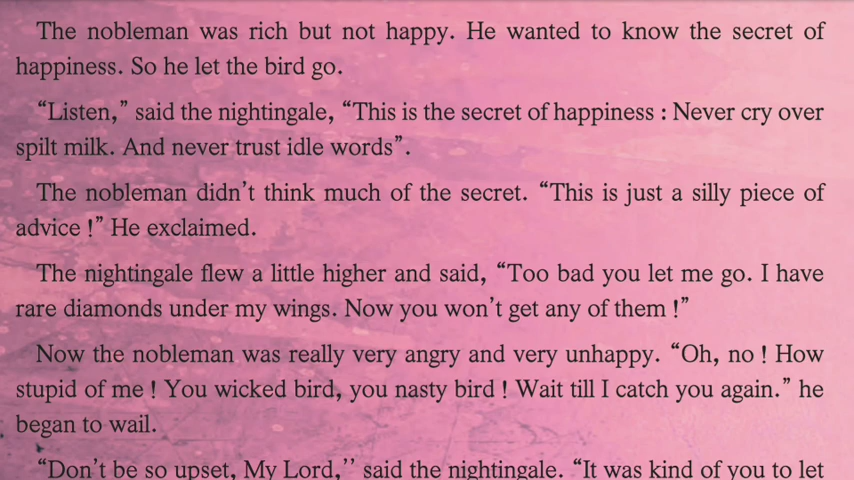 The nobleman was rich but not happy. He wanted to know the secret of
happiness. So he let the bird go.
“Listen,” said the nightingale, “This is the secret of happiness : Never cry over
spilt milk. And never trust idle words”.
The nobleman didn’t think much of the secret. “This is just a silly piece of
advice !” He exclaimed.
The nightingale flew a little higher and said, “Too bad you let me go. I have
rare diamonds under my wings. Now you won’t get any of them !”
Now the nobleman was really very angry and very unhappy. “Oh, no ! How
stupid of me ! You wicked bird, you nasty bird ! Wait till I catch you again.” he
began to wail.
“Don’t be so upset, My Lord,’’ said the nightingale. “It was kind of you to let